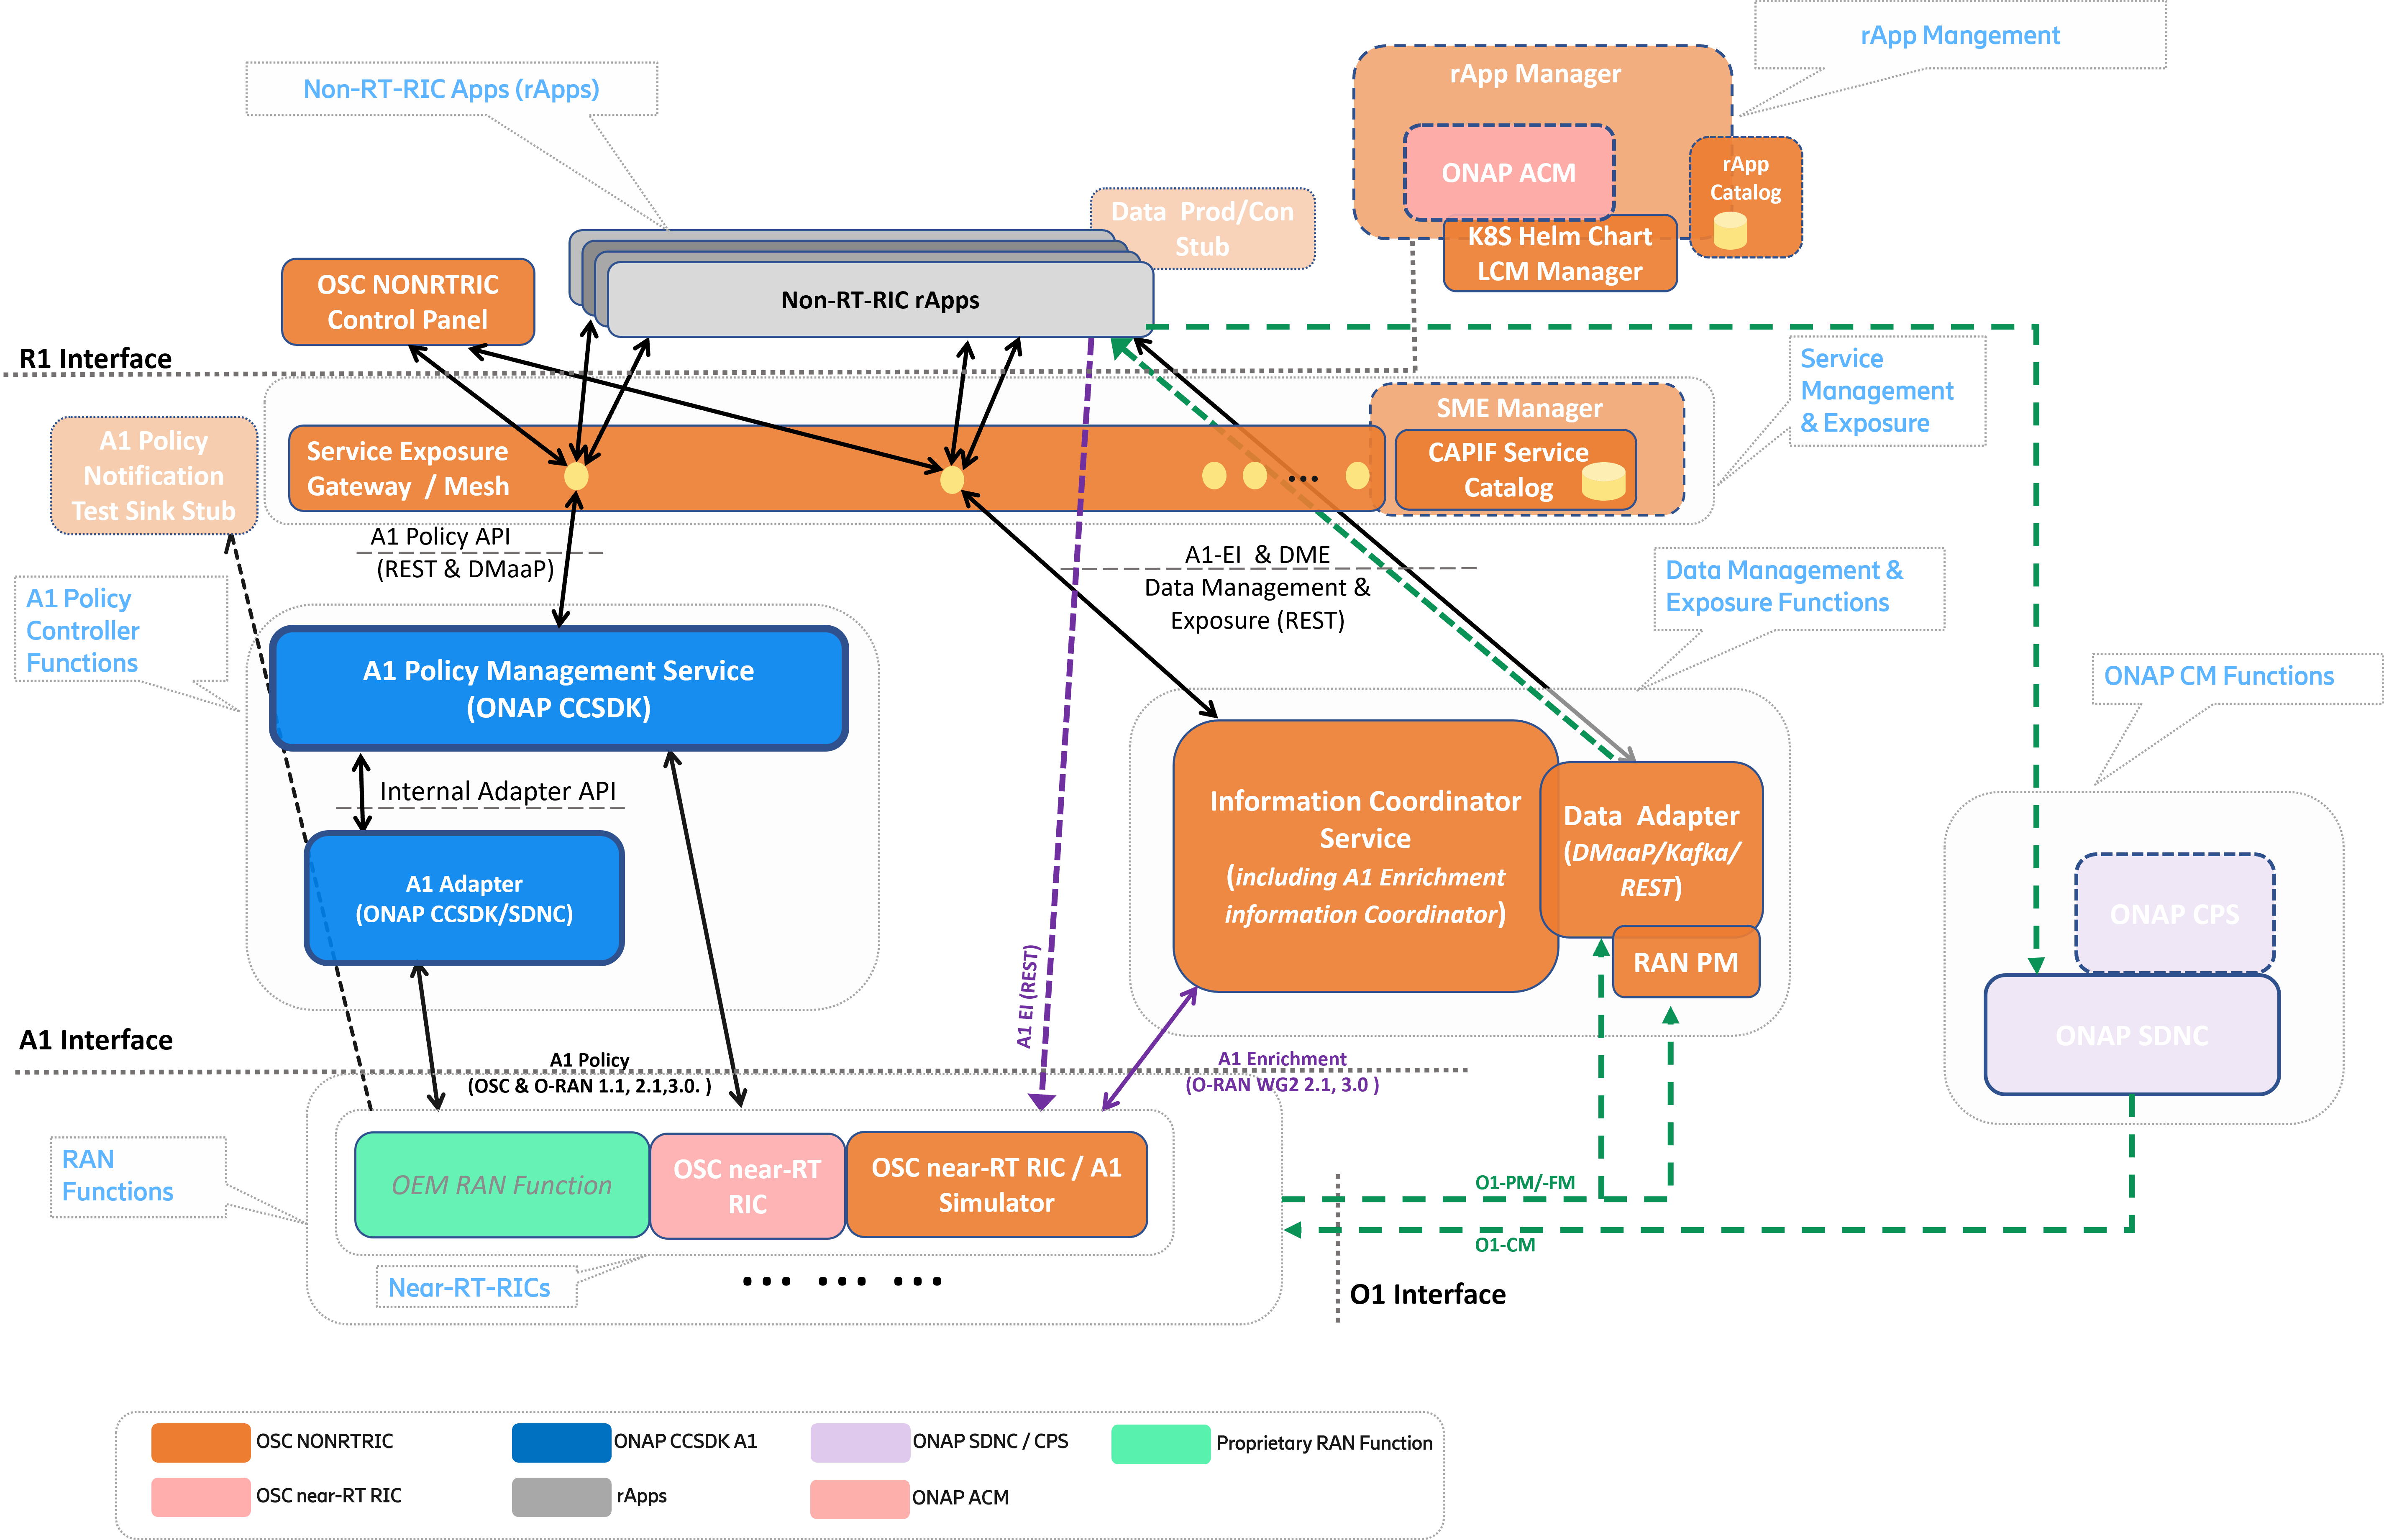 rApp Mangement
Non-RT-RIC Apps (rApps)
rApp Manager
ONAP ACM
rApp
Catalog
K8S Helm Chart
LCM Manager
Data Prod/Con
Stub
OSC NONRTRIC
Control Panel
Non-RT-RIC rApps
R1 Interface
Service
Management
& Exposure
A1 Policy
Notification
Test Sink Stub
Service Exposure
Gateway / Mesh
...
SME Manager
CAPIF Service
Catalog
A1 Policy API
(REST & DMaaP)
A1-EI & DME
Data Management &
Exposure (REST)
Data Management &
Exposure Functions
A1 Policy
Controller
Functions
A1 Policy Management Service
(ONAP CCSDK)
ONAP CM Functions
Internal Adapter API
A1 Adapter
(ONAP CCSDK/SDNC)
Information Coordinator
Service
(including A1 Enrichment
information Coordinator)
Data Adapter
(DMaaP/Kafka/
REST)
RAN PM
ONAP CPS
ONAP SDNC
A1 EI (REST)
A1 Interface
A1 Policy
(OSC & O-RAN 1.1, 2.1,3.0. )
A1 Enrichment
(O-RAN WG2 2.1, 3.0 )
RAN
Functions
OEM RAN Function
OSC near-RT
RIC
OSC near-RT RIC / A1
Simulator
Near-RT-RICs
... ... ...
O1-PM/-FM
O1-CM
O1 Interface
OSC NONRTRIC
ONAP CCSDK A1
ONAP SDNC / CPS
Proprietary RAN Function
OSC near-RT RIC
rApps
ONAP ACM